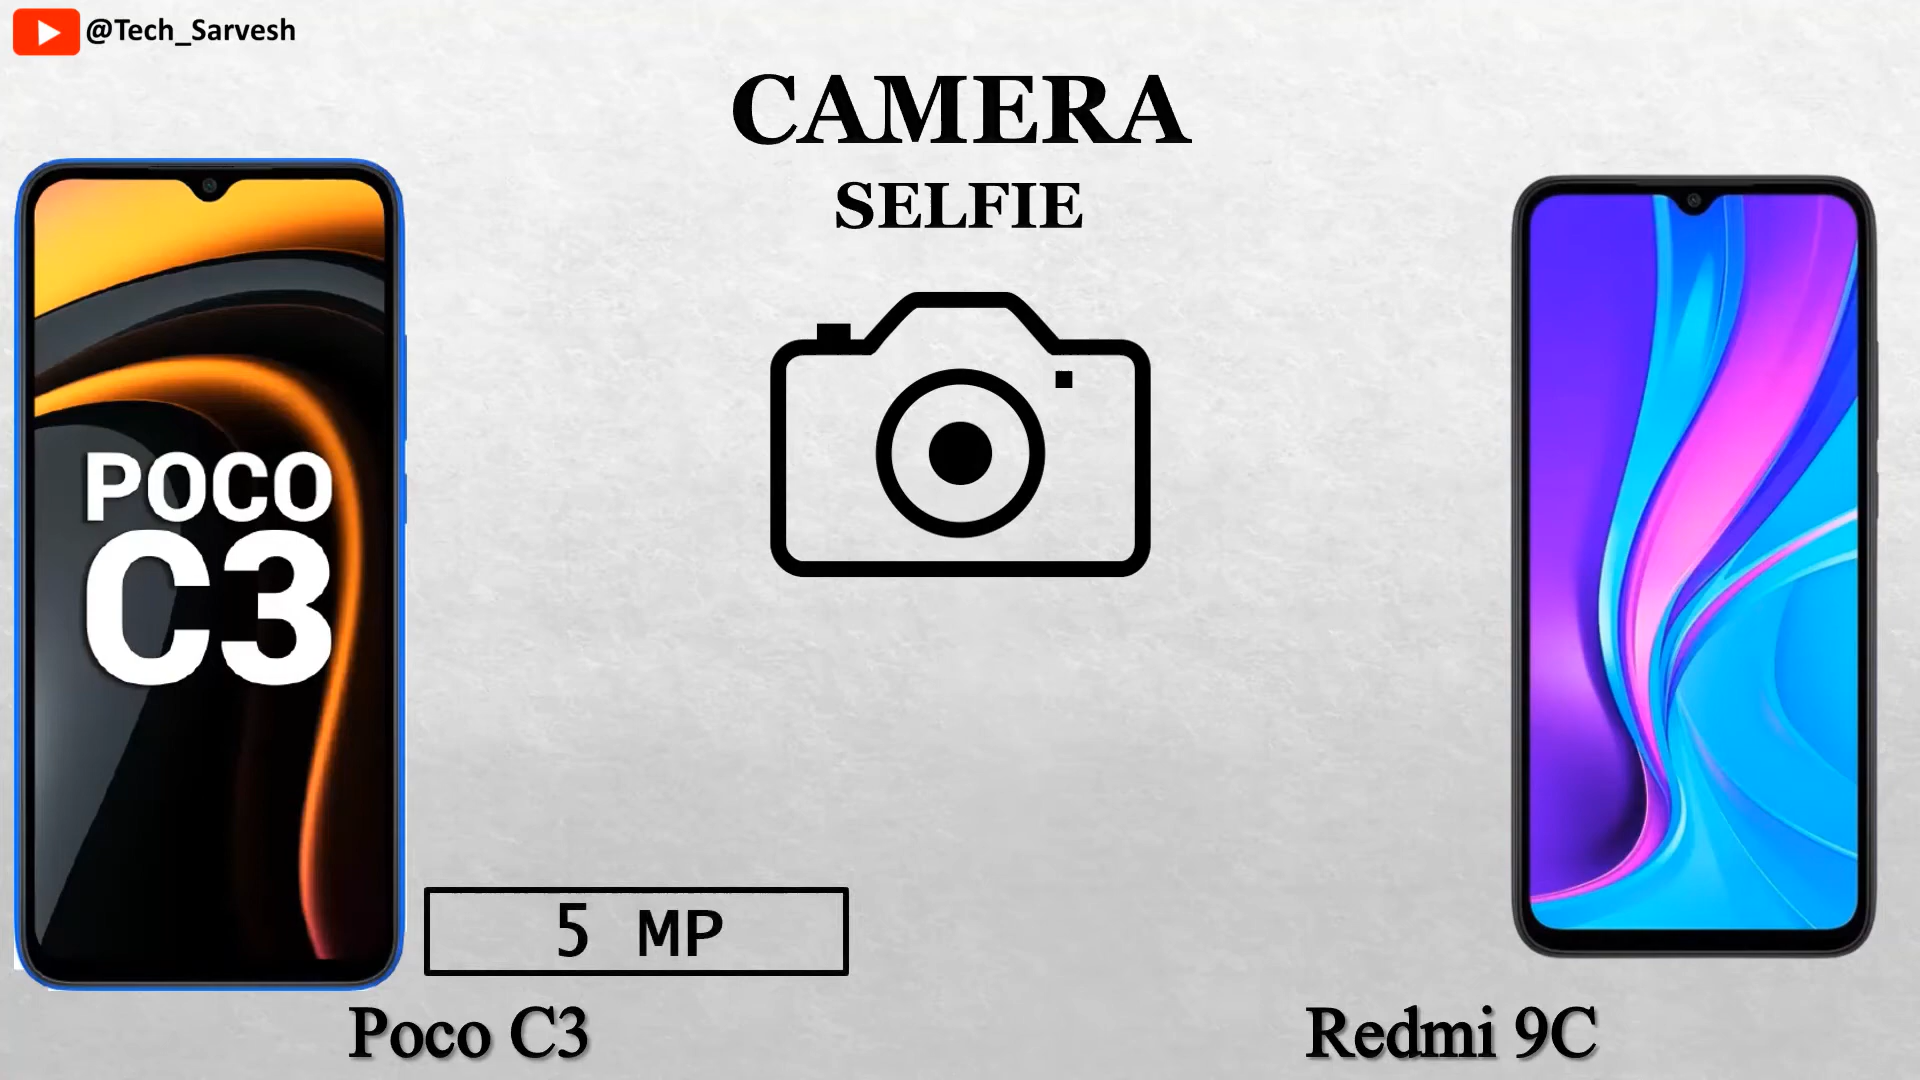 @Tech_Sarvesh
CAMERA
SELFIE
POCO
C3
5 MP
Poco C3
Redmi 9C